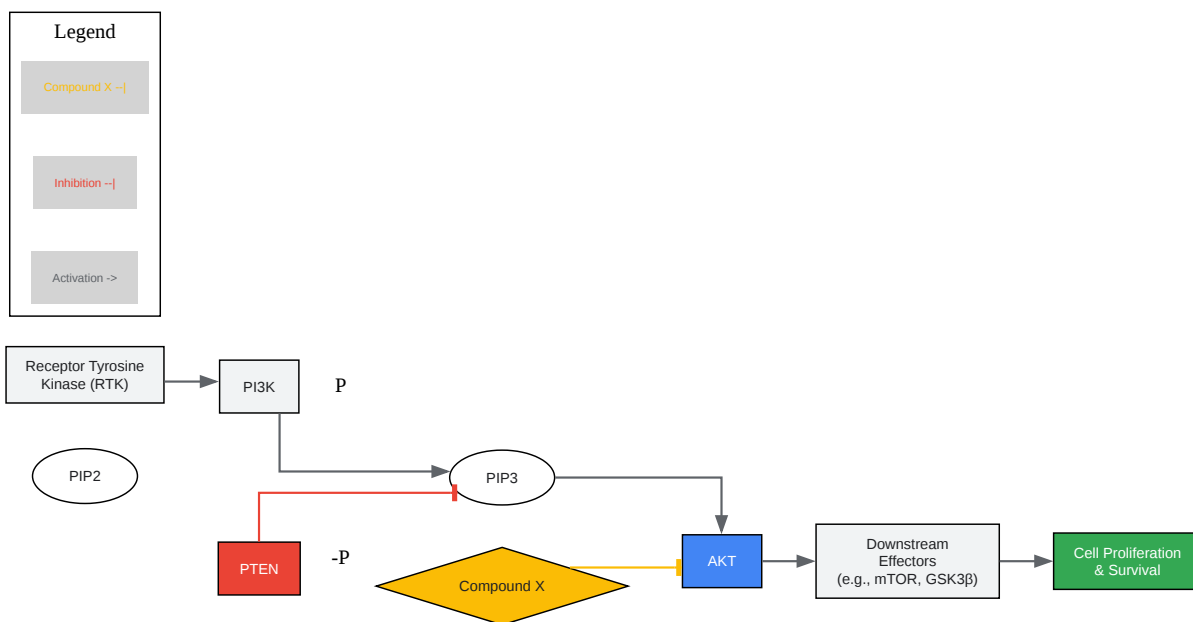 Legend
Compound X --|
Inhibition --|
Activation ->
Receptor Tyrosine
Kinase (RTK)
PI3K
P
PIP2
PIP3
PTEN
-P
Compound X
AKT
Downstream
Effectors
(e.g., mTOR, GSK3β)
Cell Proliferation
& Survival